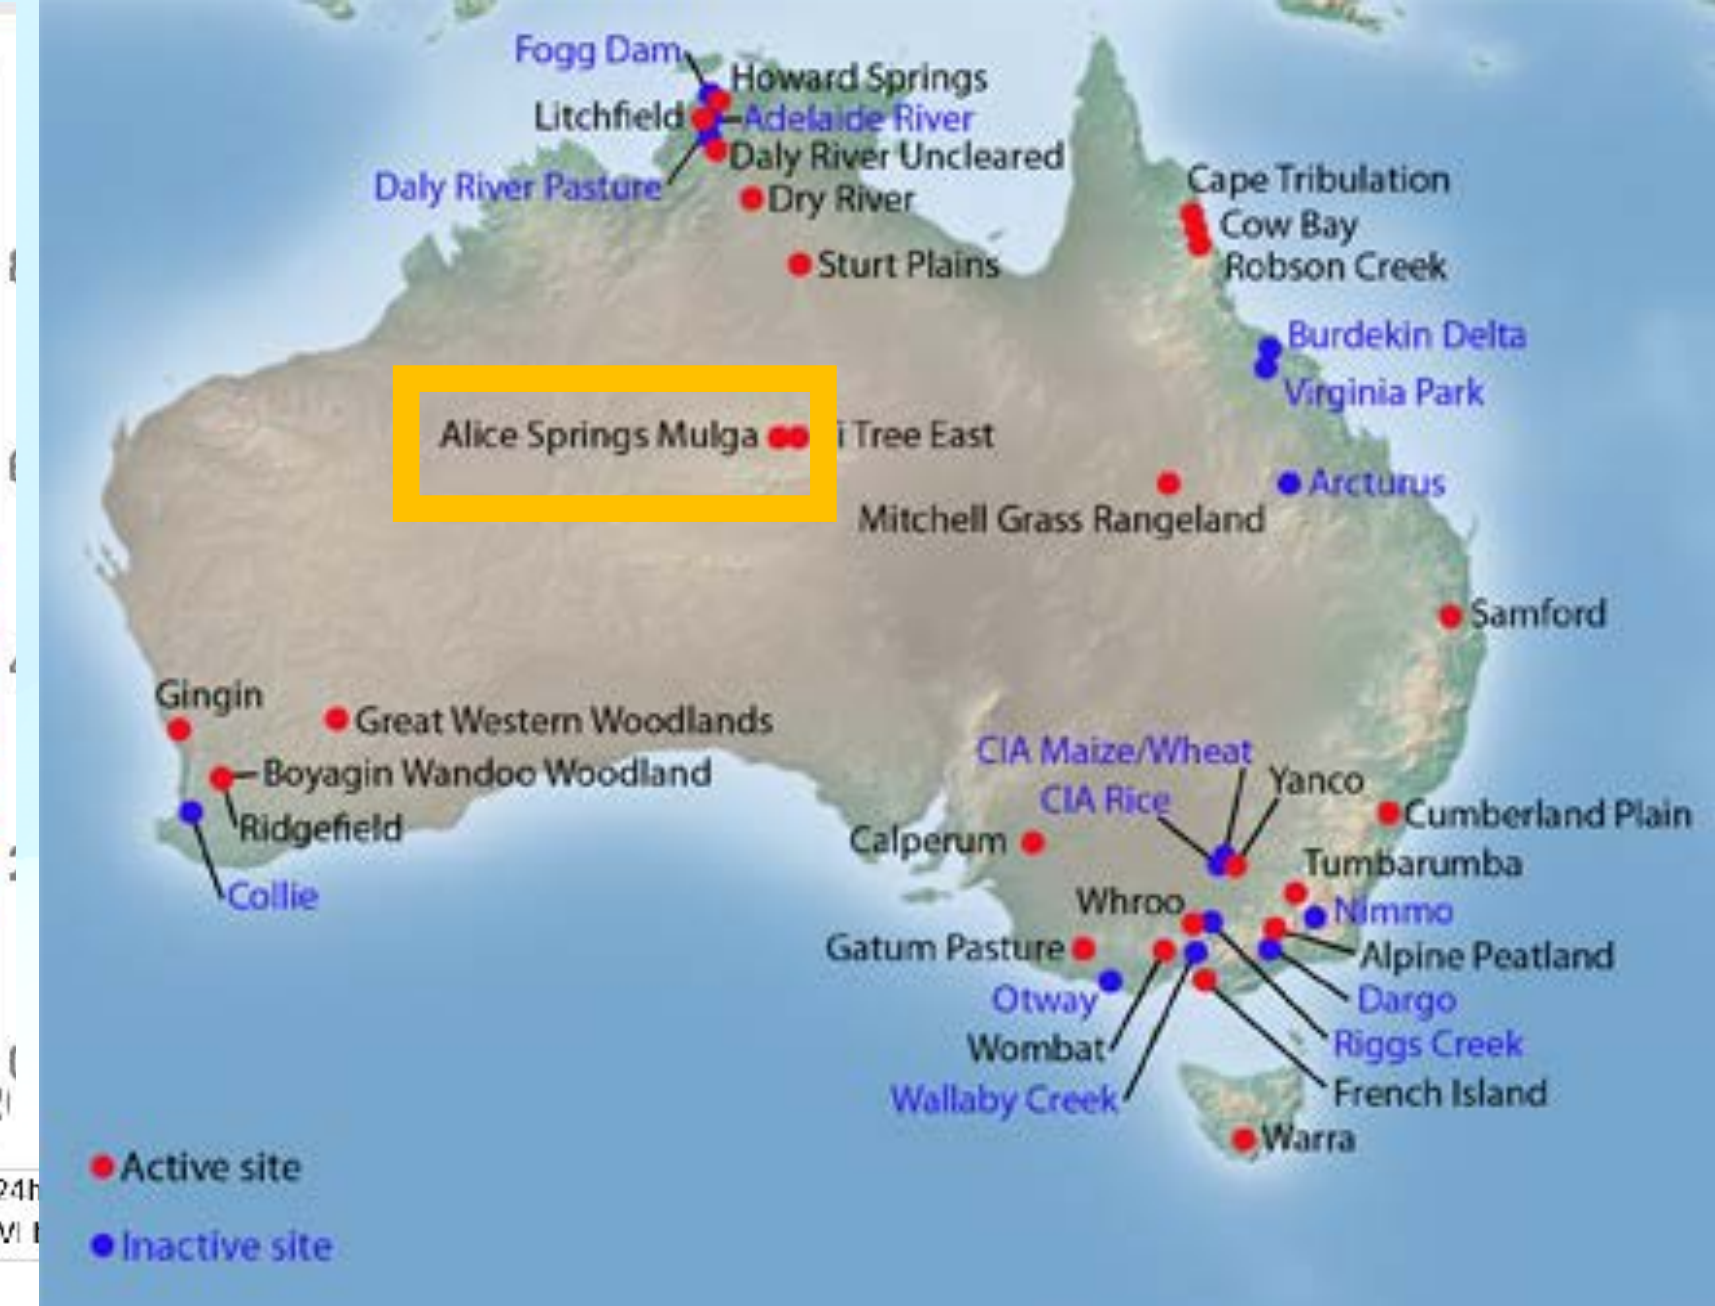 Fogg Dam
Howard Springs
Litchfield
Adelaide River
Daly River Uncleared
Daly River Pasture
Dry River
Cape Tribulation
Cow Bay
Sturt Plains
Robson Creek
Burdekin Delta
Virginia Park
Alice Springs Mulga
i Tree East
Arcturus
Mitchell Grass Rangeland
Samford
Gingin
Great Western Woodlands
CIA Maize/Wheat
Boyagin Wandoo Woodland
Yanco
CIA Rice
Cumberland Plain
Ridgefield
Calperum
Tumbarumba
Collie
Whroo
Nimmo
Gatum Pasture
Alpine Peatland
Otway
Dargo
Wombat
Riggs Creek
Wallaby Creek
French Island
Warra
Active site
Inactive site
24h